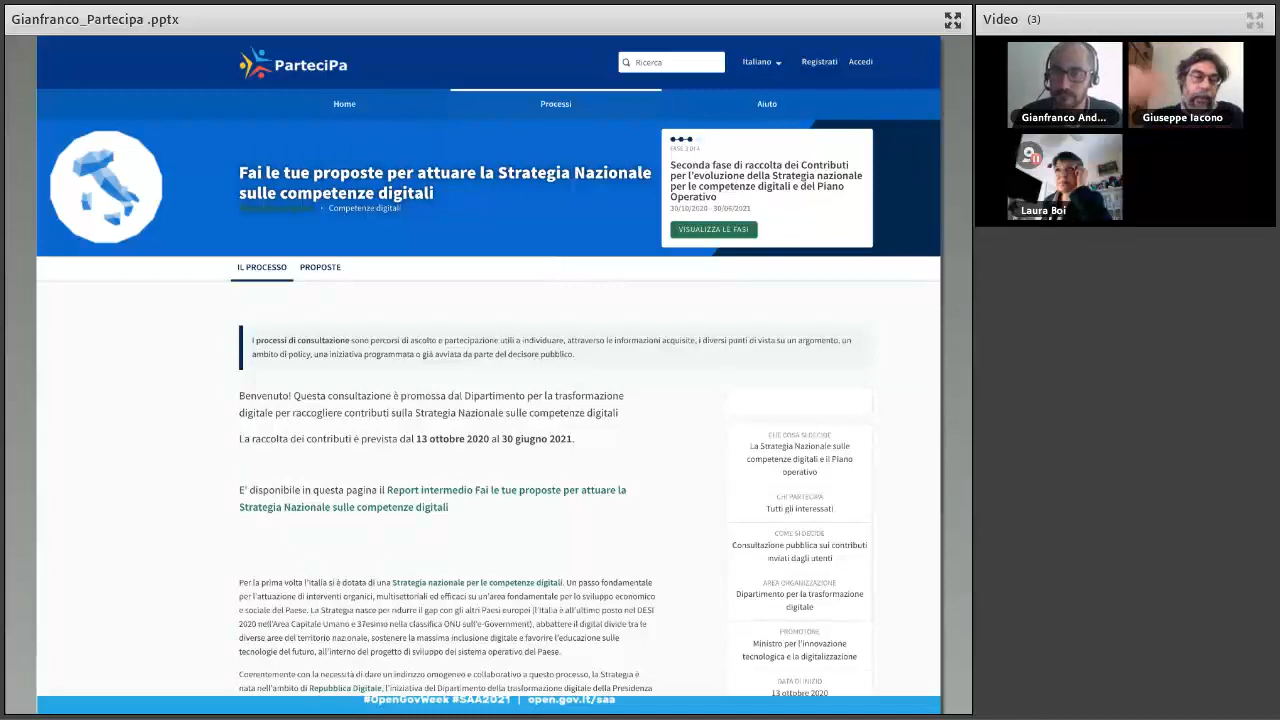 Gianfranco_Partecipa .pptx
Video (3)
ParteciPa
Ricerca
Italiano
Registrati
Accedi
Home
Processi
Aiuto
Fai le tue proposte per attuare la Strategia Nazionale
sulle competenze digitali
Competenze digitali
FASE 3 DI 4
Seconda fase di raccolta dei Contributi
per l'evoluzione della Strategia nazionale
per le competenze digitali e del Piano
Operativo
30/10/2020 - 30/06/2021
VISUALIZZA LE FASI
Gianfranco And...
Giuseppe Iacono
Laura Boi
IL PROCESSO
PROPOSTE
I processi di consultazione sono percorsi di ascolto e partecipazione utili a individuare, attraverso le informazioni acquisite, i diversi punti di vista su un argomento, un
ambito di policy, una iniziativa programmata o già avviata da parte del decisore pubblico.
Benvenuto! Questa consultazione è promossa dal Dipartimento per la trasformazione
digitale per raccogliere contributi sulla Strategia Nazionale sulle competenze digitali
La raccolta dei contributi è prevista dal 13 ottobre 2020 al 30 giugno 2021.
E' disponibile in questa pagina il Report intermedio Fai le tue proposte per attuare la
Strategia Nazionale sulle competenze digitali
Per la prima volta l'Italia si è dotata di una Strategia nazionale per le competenze digitali. Un passo fondamentale
per l'attuazione di interventi organici, multisettoriali ed efficaci su un'area fondamentale per lo sviluppo economico
e sociale del Paese. La Strategia nasce per ridurre il gap con gli altri Paesi europei (l'Italia è all'ultimo posto nel DESI
2020 nell'Area Capitale Umano e 37esimo nella classifica ONU sull'e-Government), abbattere il digital divide tra le
diverse aree del territorio nazionale, sostenere la massima inclusione digitale e favorire l'educazione sulle
tecnologie del futuro, all'interno del progetto di sviluppo del sistema operativo del Paese.
Coerentemente con la necessità di dare un indirizzo omogeneo e collaborativo a questo processo, la Strategia è
nata nell'ambito di Repubblica Digitale, l'iniziativa del Dipartimento della trasformazione digitale della Presidenza
CHE COSA SI DECIDE
La Strategia Nazionale sulle
competenze digitali e il Piano
operativo
CHI PARTECIPA
Tutti gli interessati
COME SI DECIDE
Consultazione pubblica sui contributi
inviati dagli utenti
AREA ORGANIZZAZIONE
Dipartimento per la trasformazione
digitale
PROMOTORE
Ministro per l'innovazione
tecnologica e la digitalizzazione
DATA DI INIZIO
13 ottobre 2020
#OpenGovWeek #SAA2021 | open.gov.it/saa